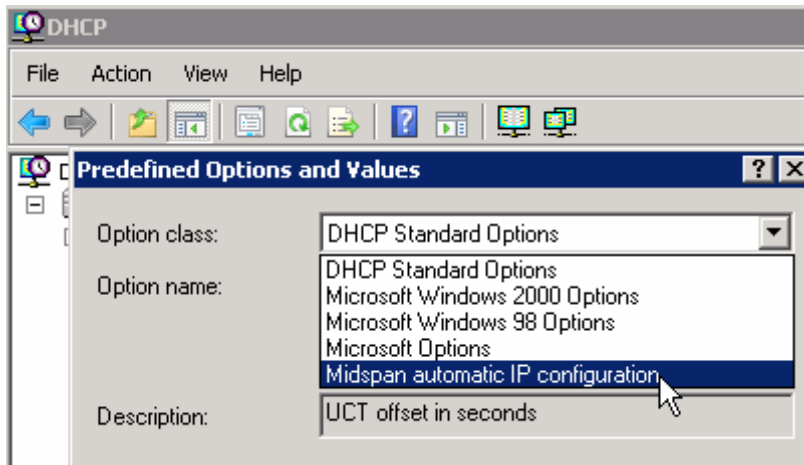 DHCP
File Action View Help
Predefined Options and Values
Option class:
DHCP Standard Options
DHCP Standard Options
Microsoft Windows 2000 Options
Microsoft Windows 98 Options
Microsoft Options
Midspan automatic IP configuration
Option name:
Description:
UCT offset in seconds